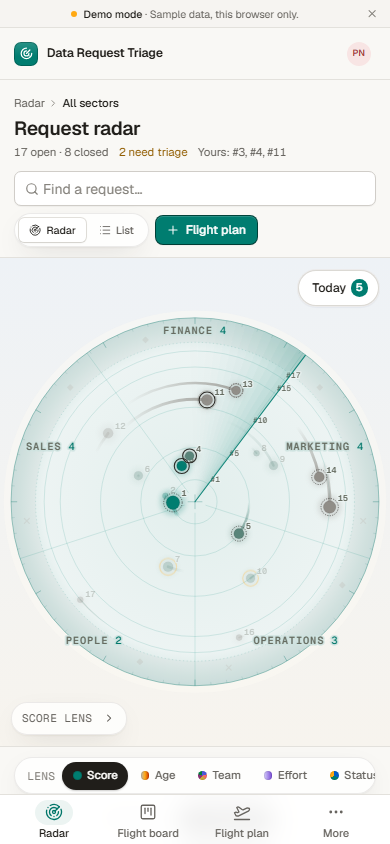 Demo mode · Sample data, this browser only.
Data Request Triage
PN
Radar > All sectors
Request radar
17 open · 8 closed 2 need triage Yours: #3, #4, #11
Find a request...
Radar List + Flight plan
Today 5
FINANCE 4
#17
13
#15
11
12
#10
SALES 4
4
#5
8
MARKETING 4
9
6
14
#1
2
1
15
5
7
10
17
16
PEOPLE 2
OPERATIONS 3
SCORE LENS >
LENS Score Age Team Effort Status
Radar Flight board Flight plan More